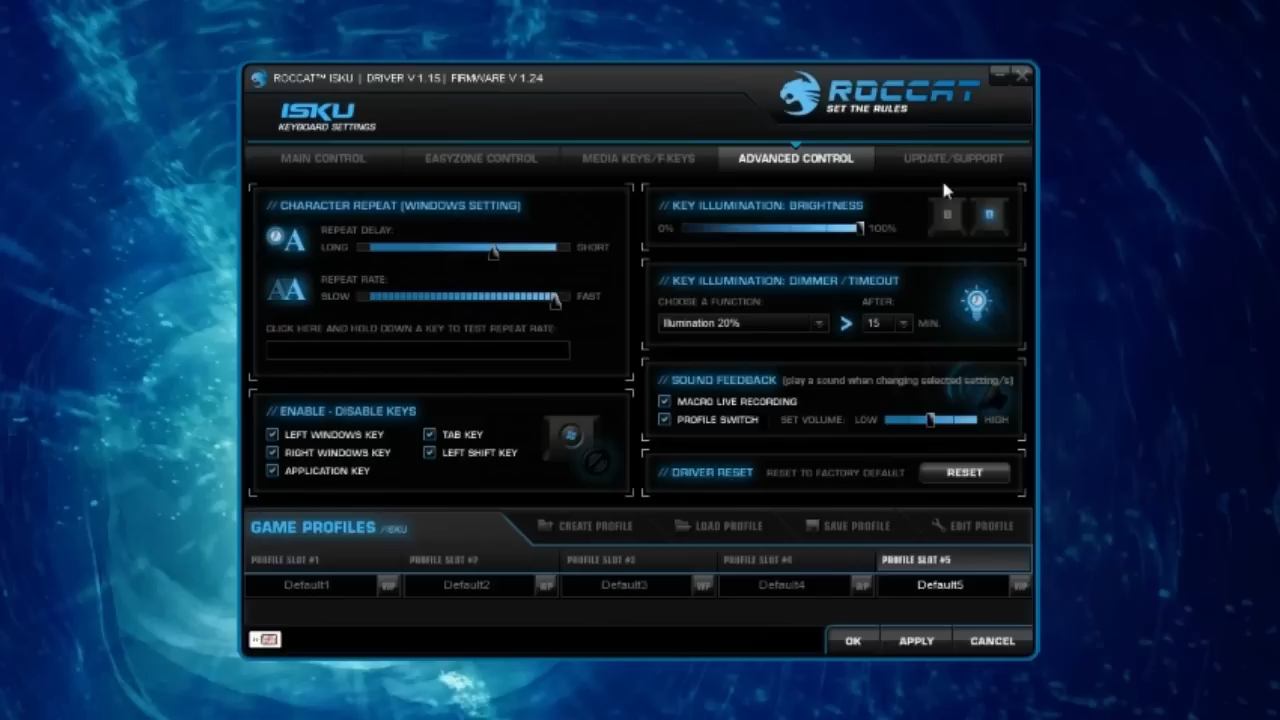 ROCCAT™ ISKU | DRIVER V 1.15 | FIRMWARE V 1.24
ROCCAT
SET THE RULES
ISKU
KEYBOARD SETTINGS
MAIN CONTROL
EASYZONE CONTROL
MEDIA KEYS/F-KEYS
ADVANCED CONTROL
UPDATE/SUPPORT
// CHARACTER REPEAT (WINDOWS SETTING)
REPEAT DELAY:
LONG SHORT
REPEAT RATE:
SLOW FAST
CLICK HERE AND HOLD DOWN A KEY TO TEST REPEAT RATE:
// ENABLE - DISABLE KEYS
LEFT WINDOWS KEY TAB KEY
RIGHT WINDOWS KEY LEFT SHIFT KEY
APPLICATION KEY
// KEY ILLUMINATION: BRIGHTNESS
0% 100%
// KEY ILLUMINATION: DIMMER / TIMEOUT
CHOOSE A FUNCTION: AFTER:
Illumination 20% > 15 MIN.
// SOUND FEEDBACK (play a sound when changing selected setting/s)
MACRO LIVE RECORDING
PROFILE SWITCH SET VOLUME: LOW HIGH
// DRIVER RESET RESET TO FACTORY DEFAULT RESET
GAME PROFILES /ISKU
CREATE PROFILE LOAD PROFILE SAVE PROFILE EDIT PROFILE
PROFILE SLOT #1 PROFILE SLOT #2 PROFILE SLOT #3 PROFILE SLOT #4 PROFILE SLOT #5
Default1 Default2 Default3 Default4 Default5
OK APPLY CANCEL